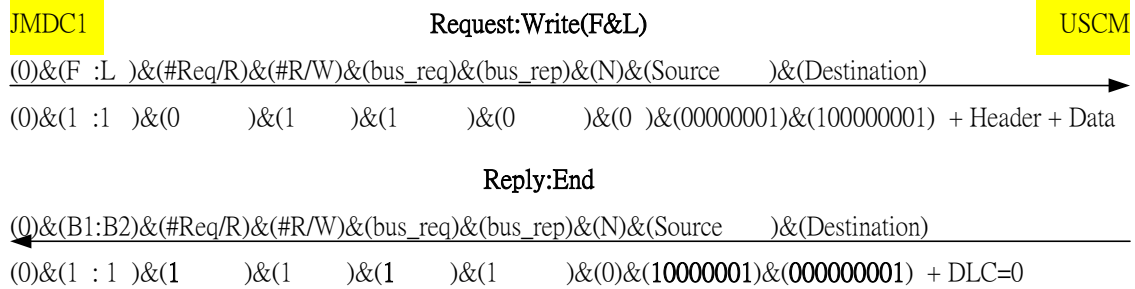 JMDC1 Request:Write(F&L) USCM
(0)&(F :L )&(#Req/R)&(#R/W)&(bus_req)&(bus_rep)&(N)&(Source )&(Destination)
(0)&(1 :1 )&(0 )&(1 )&(1 )&(0 )&(0 )&(00000001)&(100000001) + Header + Data
Reply:End
(0)&(B1:B2)&(#Req/R)&(#R/W)&(bus_req)&(bus_rep)&(N)&(Source )&(Destination)
(0)&(1 : 1 )&(1 )&(1 )&(1 )&(1 )&(0)&(10000001)&(000000001) + DLC=0